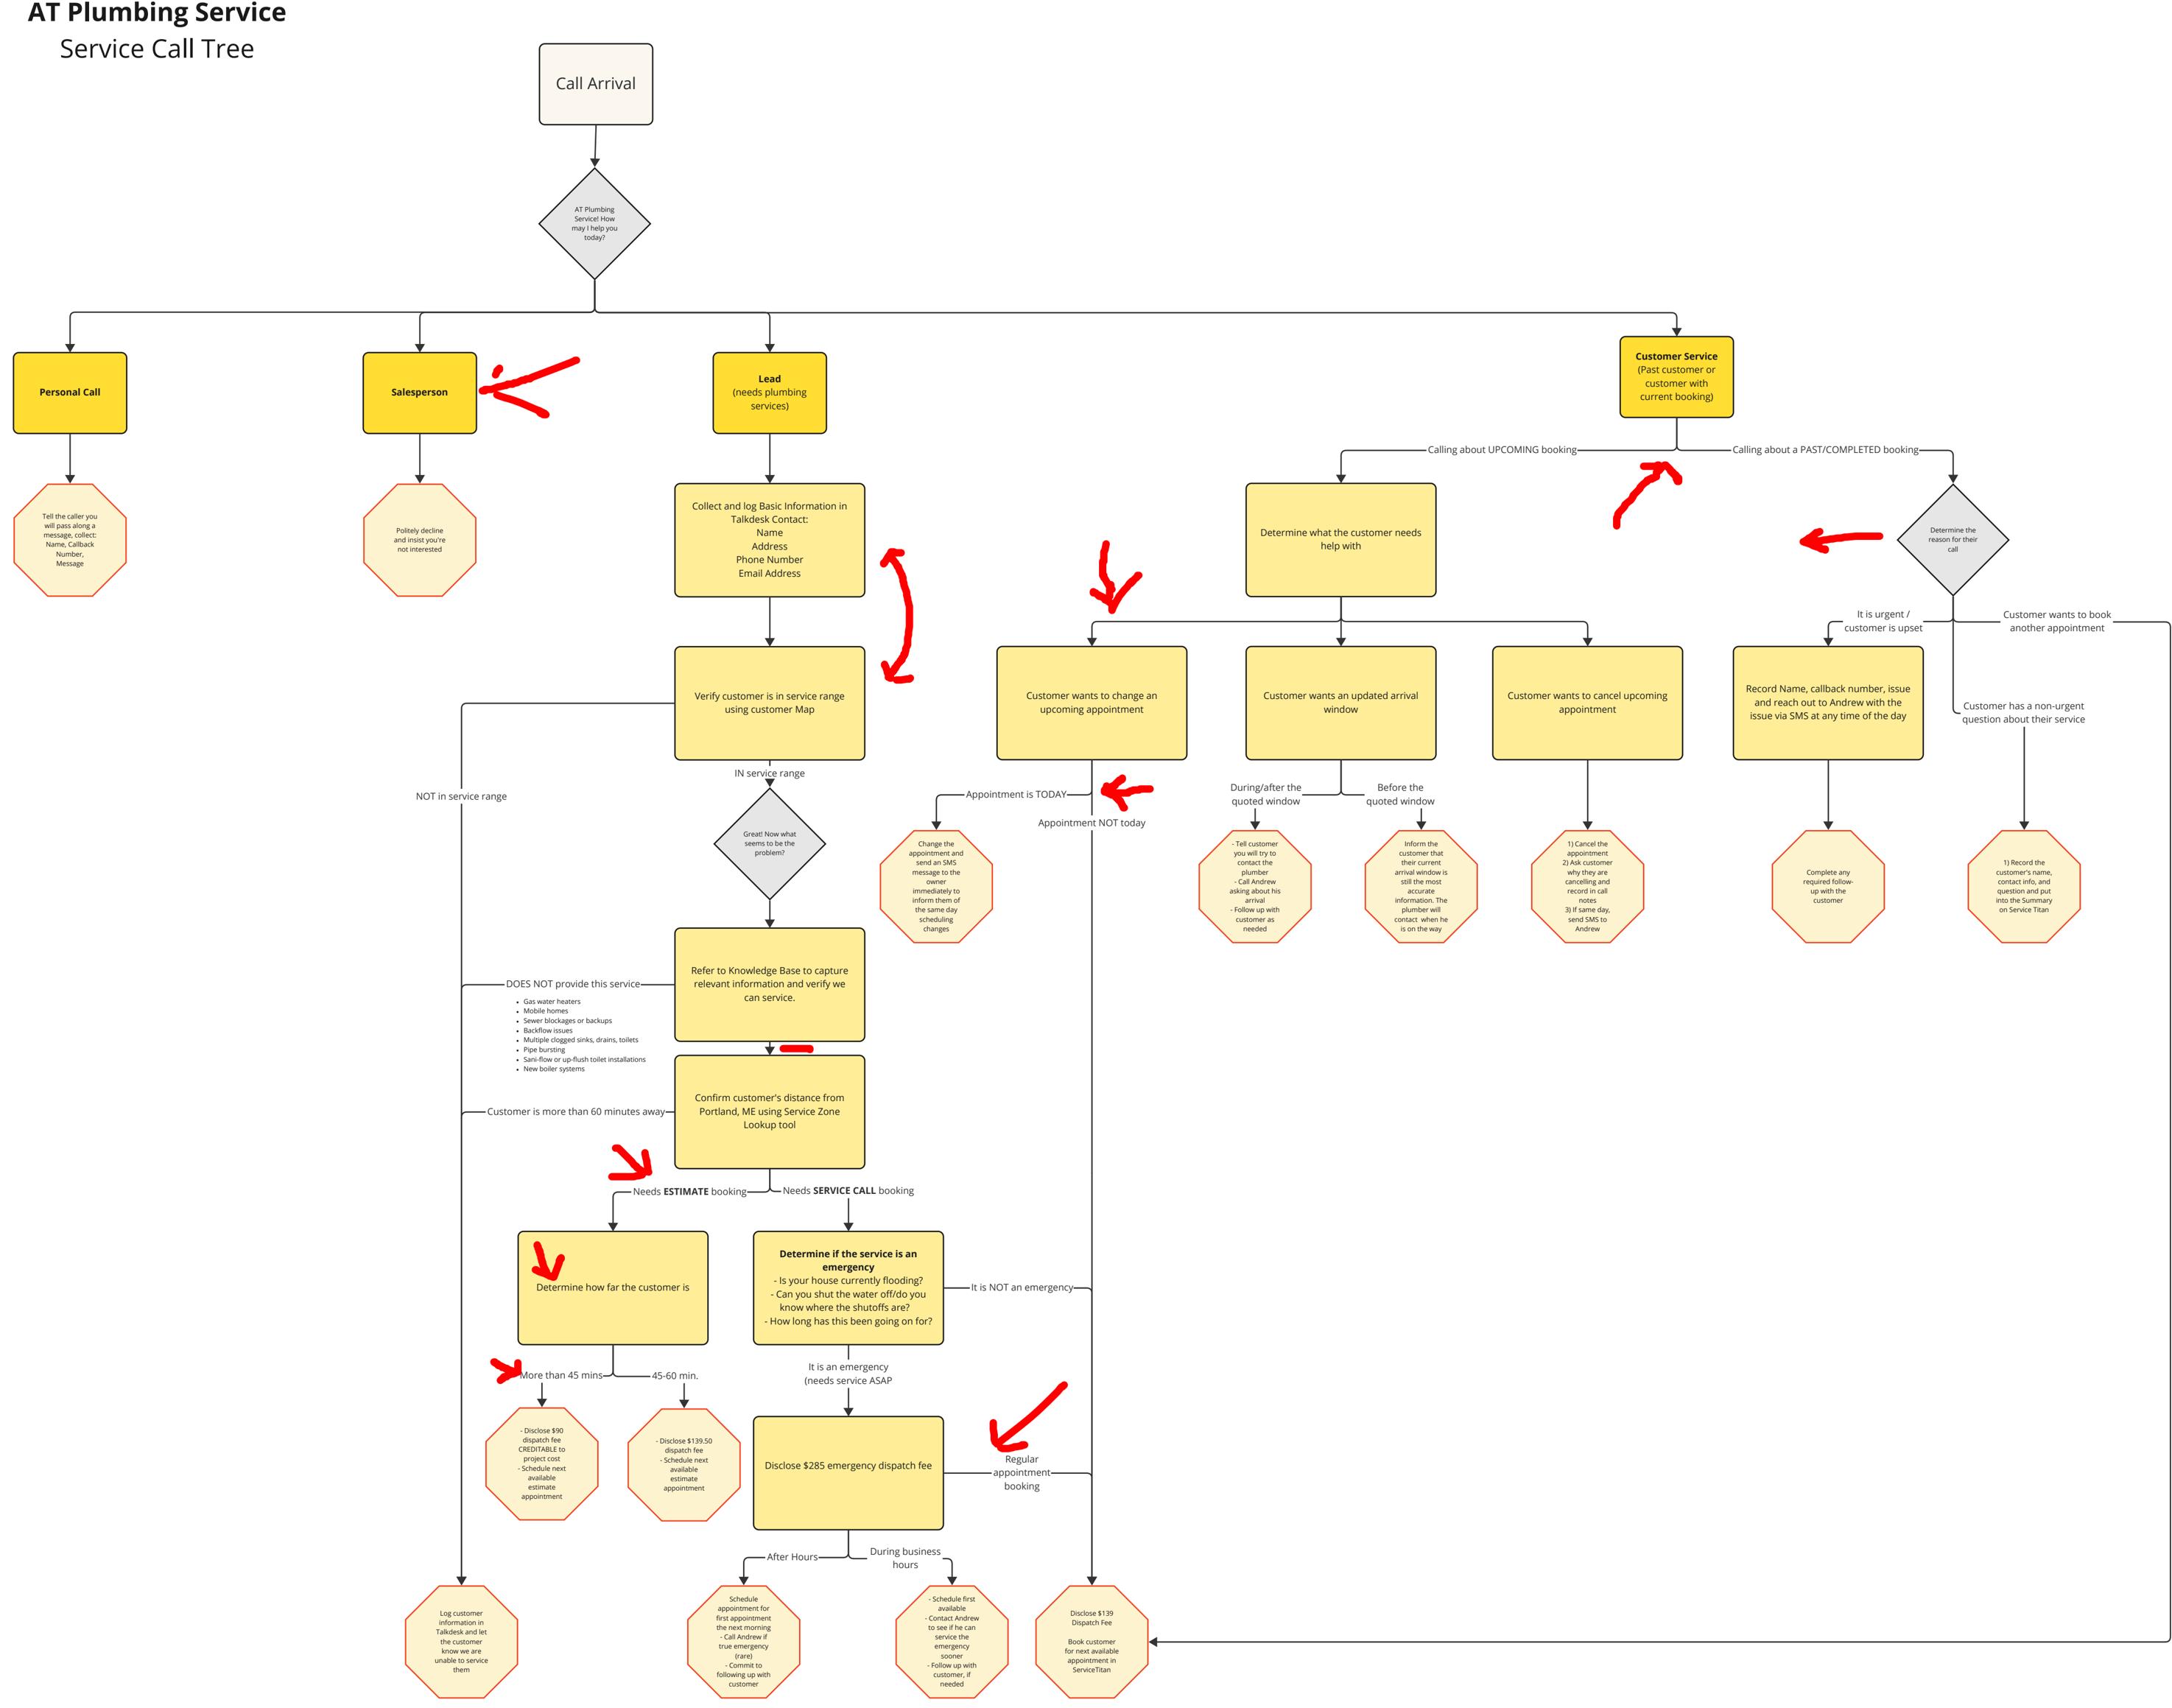 AT Plumbing Service
Service Call Tree
Call Arrival
AT Plumbing
Service! How
may I help you
today?
Personal Call
Salesperson
Lead
(needs plumbing
services)
Customer Service
(Past customer or
customer with
current booking)
Calling about UPCOMING booking
Calling about a PAST/COMPLETED booking
Tell the caller you
will pass along a
message, collect:
Name, Callback
Number,
Message
Politely decline
and insist you're
not interested
Collect and log Basic Information in
Talkdesk Contact:
Name
Address
Phone Number
Email Address
Determine what the customer needs
help with
Determine the
reason for their
call
It is urgent /
customer is upset
Customer wants to book
another appointment
Verify customer is in service range
using customer Map
Customer wants to change an
upcoming appointment
Customer wants an updated arrival
window
Customer wants to cancel upcoming
appointment
Record Name, callback number, issue
and reach out to Andrew with the
issue via SMS at any time of the day
Customer has a non-urgent
question about their service
IN service range
NOT in service range
Appointment is TODAY
Appointment NOT today
During/after the
quoted window
Before the
quoted window
Great! Now what
seems to be the
problem?
Change the
appointment and
send an SMS
message to the
owner
immediately to
inform them of
the same day
scheduling
changes
- Tell customer
you will try to
contact the
plumber
- Call Andrew
asking about his
arrival
- Follow up with
customer as
needed
Inform the
customer that
their current
arrival window is
still the most
accurate
information. The
plumber will
contact when he
is on the way
1) Cancel the
appointment
2) Ask customer
why they are
cancelling and
record in call
notes
3) If same day,
send SMS to
Andrew
Complete any
required follow-
up with the
customer
1) Record the
customer's name,
contact info, and
question and put
into the Summary
on Service Titan
Refer to Knowledge Base to capture
relevant information and verify we
can service.
DOES NOT provide this service
• Gas water heaters
• Mobile homes
• Sewer blockages or backups
• Backflow issues
• Multiple clogged sinks, drains, toilets
• Pipe bursting
• Sani-flow or up-flush toilet installations
• New boiler systems
Confirm customer's distance from
Portland, ME using Service Zone
Lookup tool
Customer is more than 60 minutes away
Needs ESTIMATE booking
Needs SERVICE CALL booking
Determine how far the customer is
Determine if the service is an
emergency
- Is your house currently flooding?
- Can you shut the water off/do you
know where the shutoffs are?
- How long has this been going on for?
It is NOT an emergency
More than 45 mins
45-60 min.
It is an emergency
(needs service ASAP
- Disclose $90
dispatch fee
CREDITABLE to
project cost
- Schedule next
available
estimate
appointment
- Disclose $139.50
dispatch fee
- Schedule next
available
estimate
appointment
Disclose $285 emergency dispatch fee
Regular
appointment
booking
After Hours
During business
hours
Log customer
information in
Talkdesk and let
the customer
know we are
unable to service
them
Schedule
appointment for
first appointment
the next morning
- Call Andrew if
true emergency
(rare)
- Commit to
following up with
customer
- Schedule first
available
- Contact Andrew
to see if he can
service the
emergency
sooner
- Follow up with
customer, if
needed
Disclose $139
Dispatch Fee
Book customer
for next available
appointment in
ServiceTitan